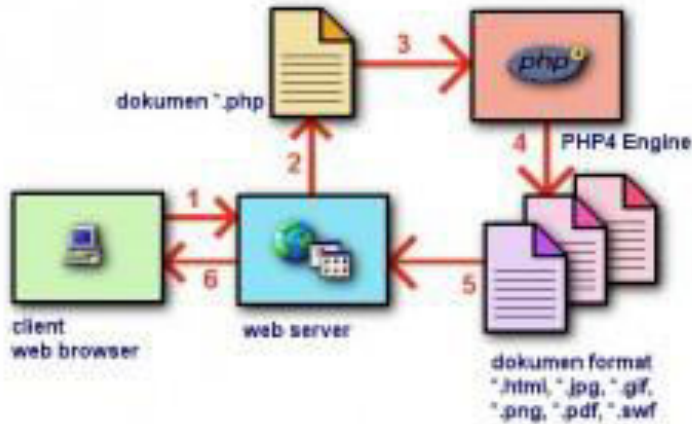 3
php
dokumen *.php
4
PHP4 Engine
2
1
6
5
client
web browser
web server
dokumen format
*.html, *.jpg, *.gif,
*.png, *.pdf, *.swf